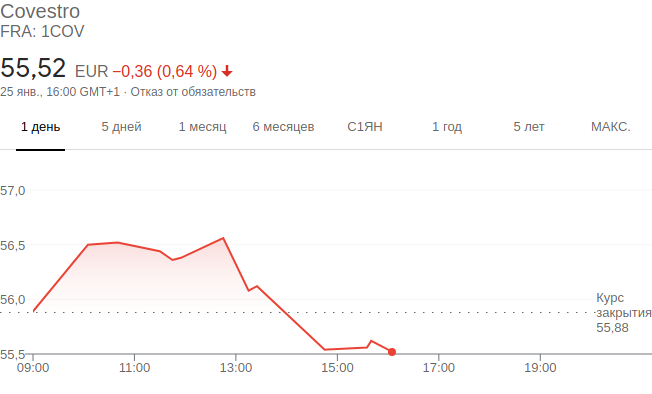 Covestro
FRA: 1COV
55,52 EUR −0,36 (0,64 %)
25 янв., 16:00 GMT+1 · Отказ от обязательств
1 день 5 дней 1 месяц 6 месяцев С1ЯН 1 год 5 лет МАКС.
57,0
56,5
56,0
Курс
закрытия
55,88
55,5
09:00 11:00 13:00 15:00 17:00 19:00